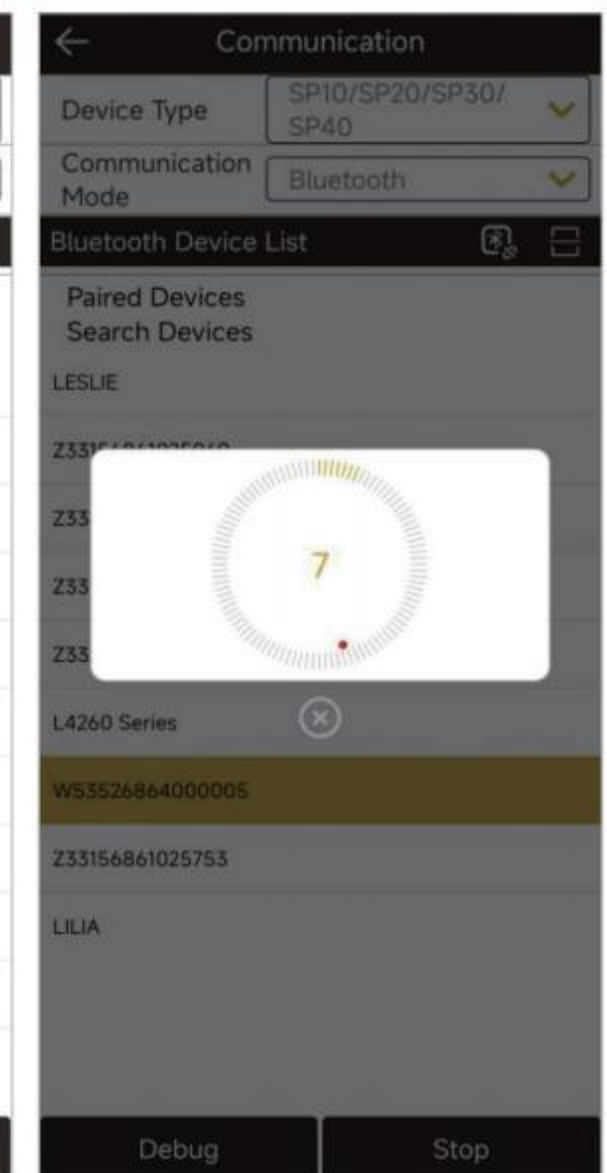 Communication
Device Type
SP10/SP20/SP30/
SP40
Communication
Mode
Bluetooth
Bluetooth Device List
Paired Devices
Search Devices
LESLIE
Z33
Z33
Z33
Z33
7
L4260 Series
W53526864000005
Z33156861025753
LILIA
Debug
Stop